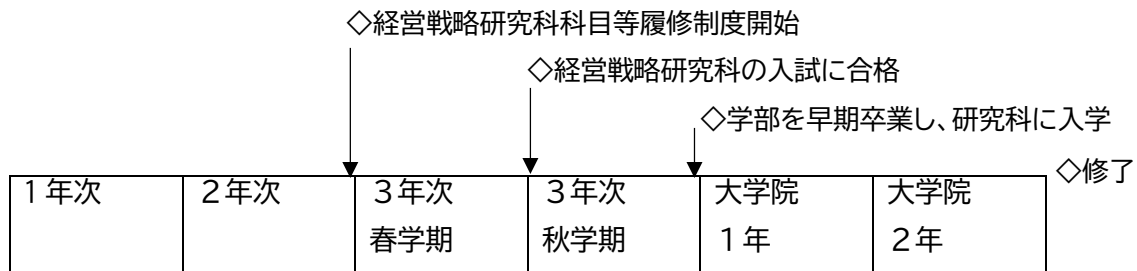 ◇経営戦略研究科科目等履修制度開始
◇経営戦略研究科の入試に合格
◇学部を早期卒業し、研究科に入学
◇修了
１年次
２年次
３年次
春学期
３年次
秋学期
大学院
１年
大学院
２年